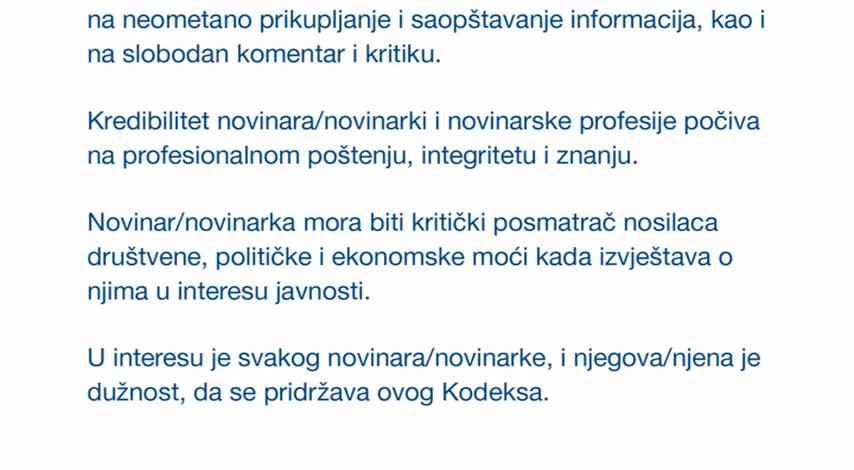 na neometano prikupljanje i saopštavanje informacija, kao i
na slobodan komentar i kritiku.
Kredibilitet novinara/novinarki i novinarske profesije počiva
na profesionalnom poštenju, integritetu i znanju.
Novinar/novinarka mora biti kritički posmatrač nosilaca
društvene, političke i ekonomske moći kada izvještava o
njima u interesu javnosti.
U interesu je svakog novinara/novinarke, i njegova/njena je
dužnost, da se pridržava ovog Kodeksa.